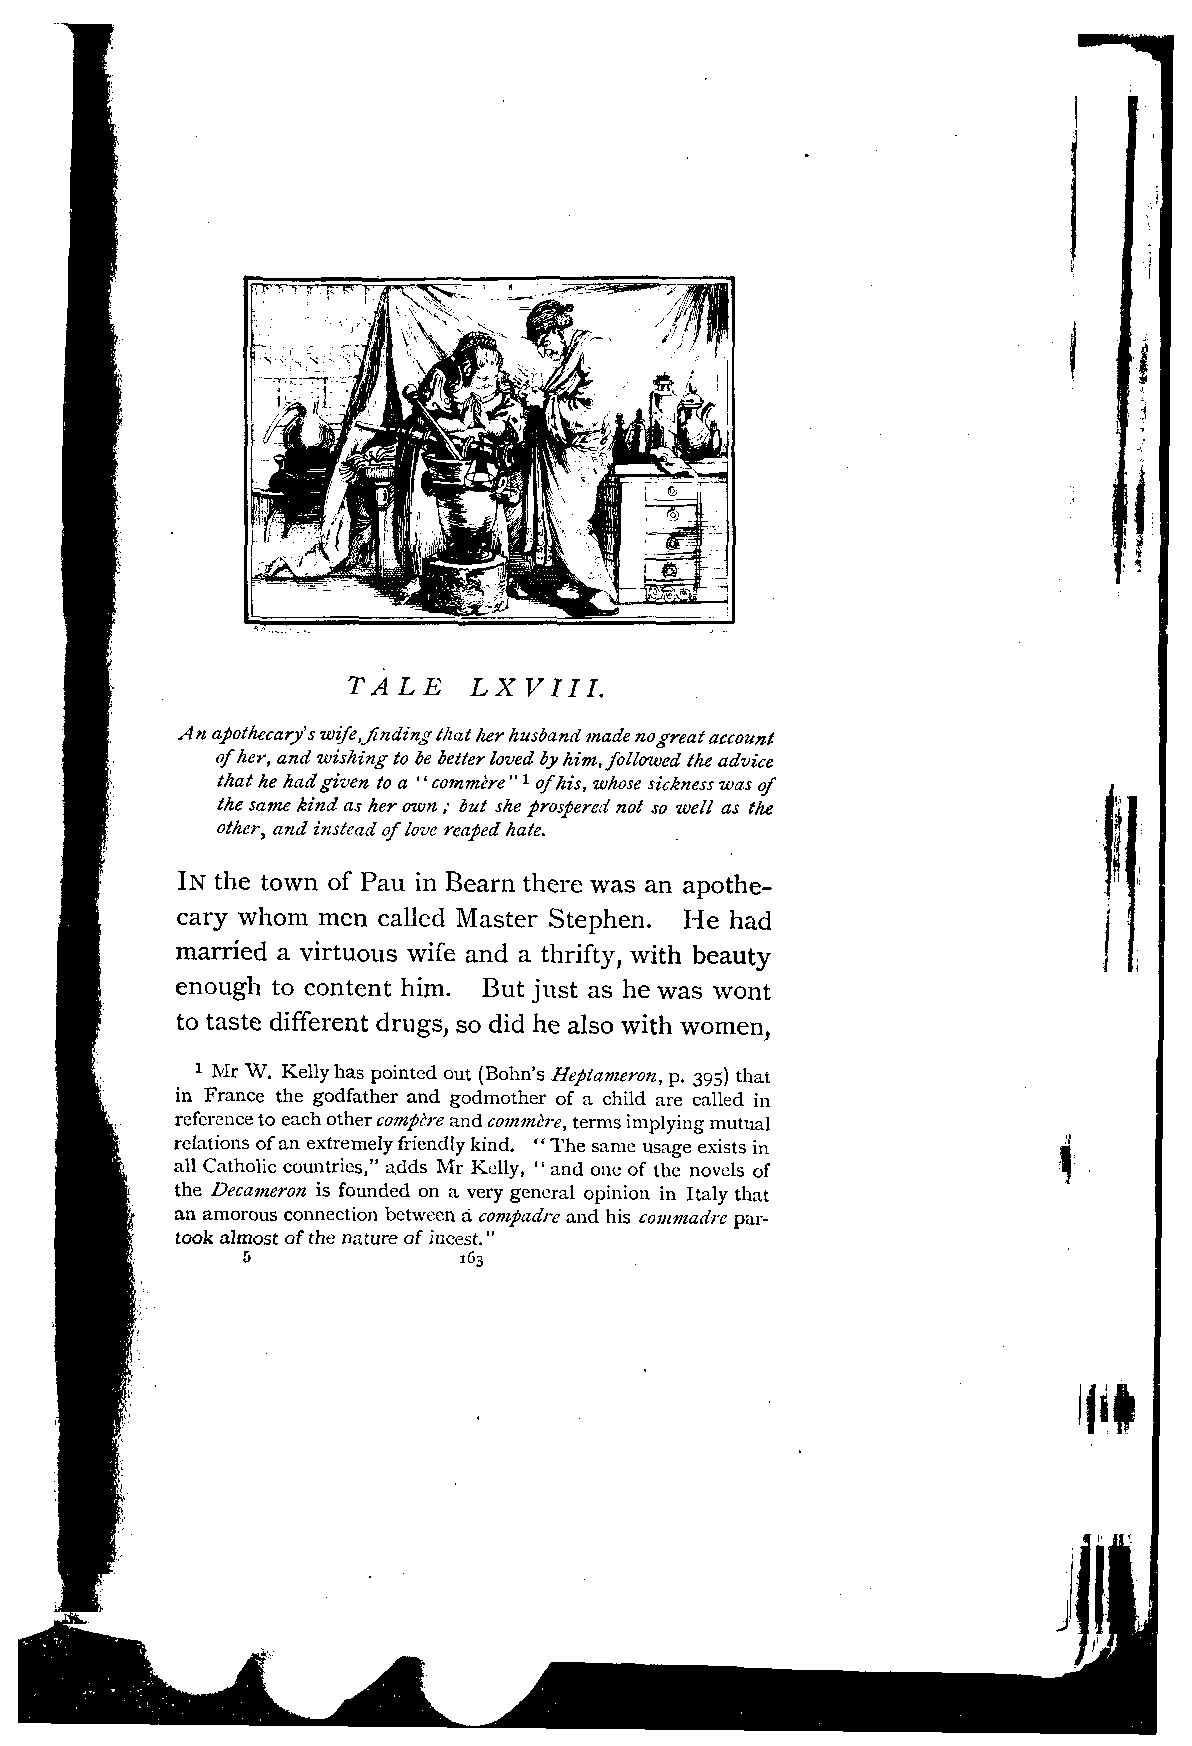 TALE LXVIII.
An apothecary's wife, finding that her husband made no great account
of her, and wishing to be better loved by him, followed the advice
that he had given to a "commère" 1 of his, whose sickness was of
the same kind as her own ; but she prospered not so well as the
other, and instead of love reaped hate.
IN the town of Pau in Bearn there was an apothe-
cary whom men called Master Stephen. He had
married a virtuous wife and a thrifty, with beauty
enough to content him. But just as he was wont
to taste different drugs, so did he also with women,
1 Mr W. Kelly has pointed out (Bohn's Heptameron, p. 395) that
in France the godfather and godmother of a child are called in
reference to each other compère and commère, terms implying mutual
relations of an extremely friendly kind. "The same usage exists in
all Catholic countries," adds Mr Kelly, "and one of the novels of
the Decameron is founded on a very general opinion in Italy that
an amorous connection between a compadre and his commadre par-
took almost of the nature of incest."
5 163